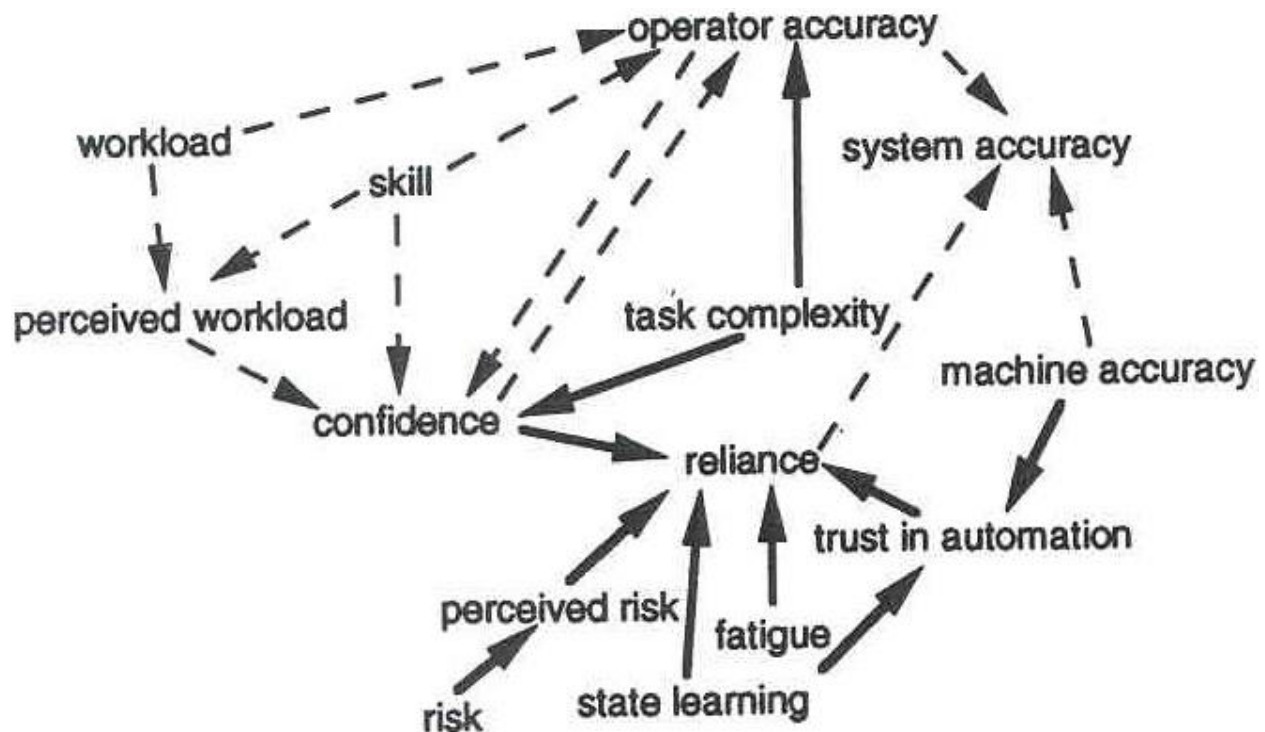 operator accuracy
workload
system accuracy
skill
perceived workload
task complexity
machine accuracy
confidence
reliance
trust in automation
perceived risk
fatigue
state learning
risk